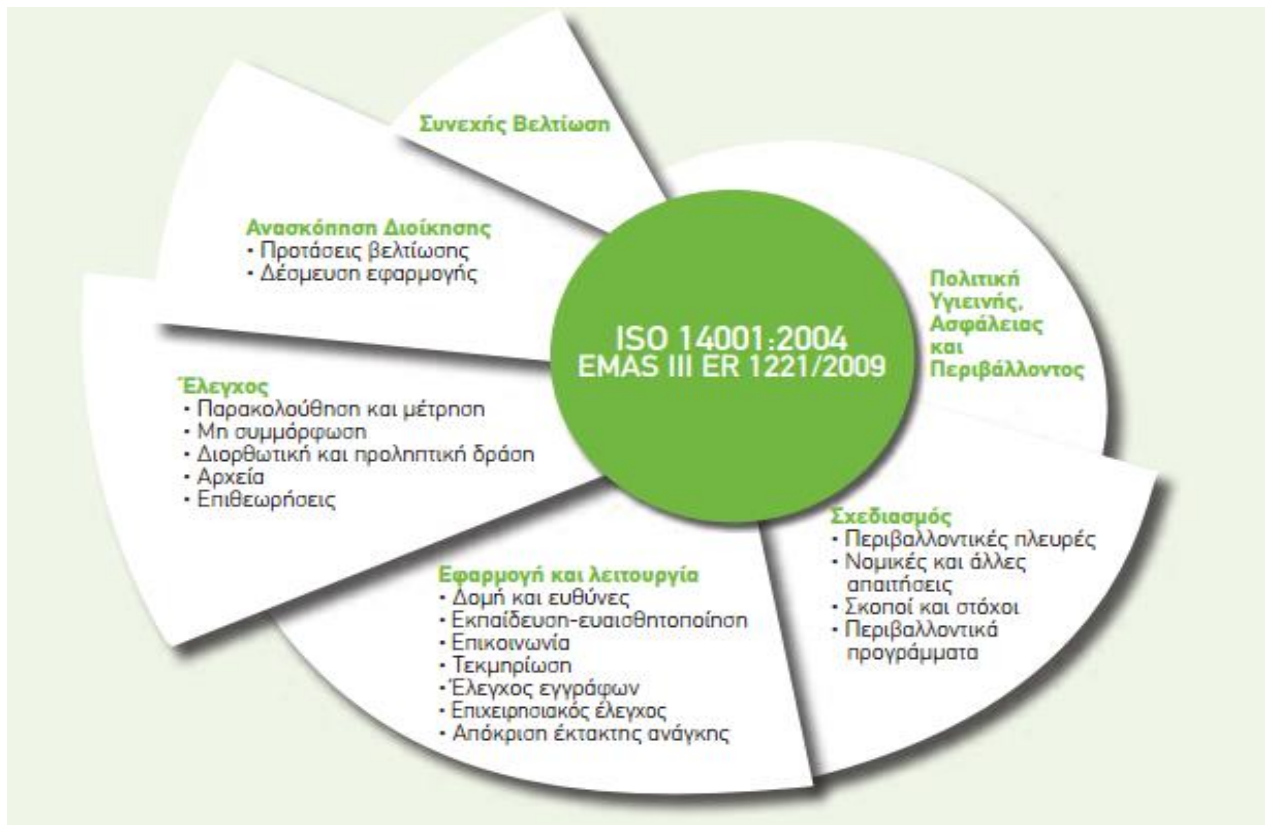 Συνεχής Βελτίωση
Ανασκόπηση Διοίκησης
· Προτάσεις βελτίωσης
· Δέσμευση εφαρμογής
Πολιτική
Υγιεινής,
Ασφάλειας
και
Περιβάλλοντος
ISO 14001:2004
EMAS III ER 1221/2009
Έλεγχος
· Παρακολούθηση και μέτρηση
· Μη συμμόρφωση
· Διορθωτική και προληπτική δράση
· Αρχεία
· Επιθεωρήσεις
Σχεδιασμός
· Περιβαλλοντικές πλευρές
· Νομικές και άλλες
απαιτήσεις
· Σκοποί και στόχοι
· Περιβαλλοντικά
προγράμματα
Εφαρμογή και λειτουργία
· Δομή και ευθύνες
· Εκπαίδευση-ευαισθητοποίηση
· Επικοινωνία
· Τεκμηρίωση
· Έλεγχος εγγράφων
· Επιχειρησιακός έλεγχος
· Απόκριση έκτακτης ανάγκης